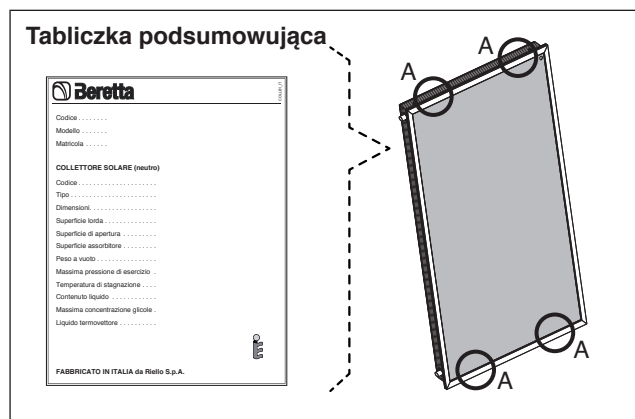 Tabliczka podsumowująca
Beretta
Codice . . . . . . . .
Modello . . . . . . .
Matricola . . . . . .
COLLETTORE SOLARE (neutro)
Codice . . . . . . . . . . . . . . . . . . . . .
Tipo . . . . . . . . . . . . . . . . . . . . . . .
Dimensioni. . . . . . . . . . . . . . . . . .
Superficie lorda . . . . . . . . . . . . .
Superficie di apertura . . . . . . . . .
Superficie assorbitore . . . . . . . . .
Peso a vuoto . . . . . . . . . . . . . . . .
Massima pressione di esercizio .
Temperatura di stagnazione . . . .
Contenuto liquido . . . . . . . . . . . .
Massima concentrazione glicole .
Liquido termovettore . . . . . . . . . .
FABBRICATO IN ITALIA da Riello S.p.A.
A
A
A
A